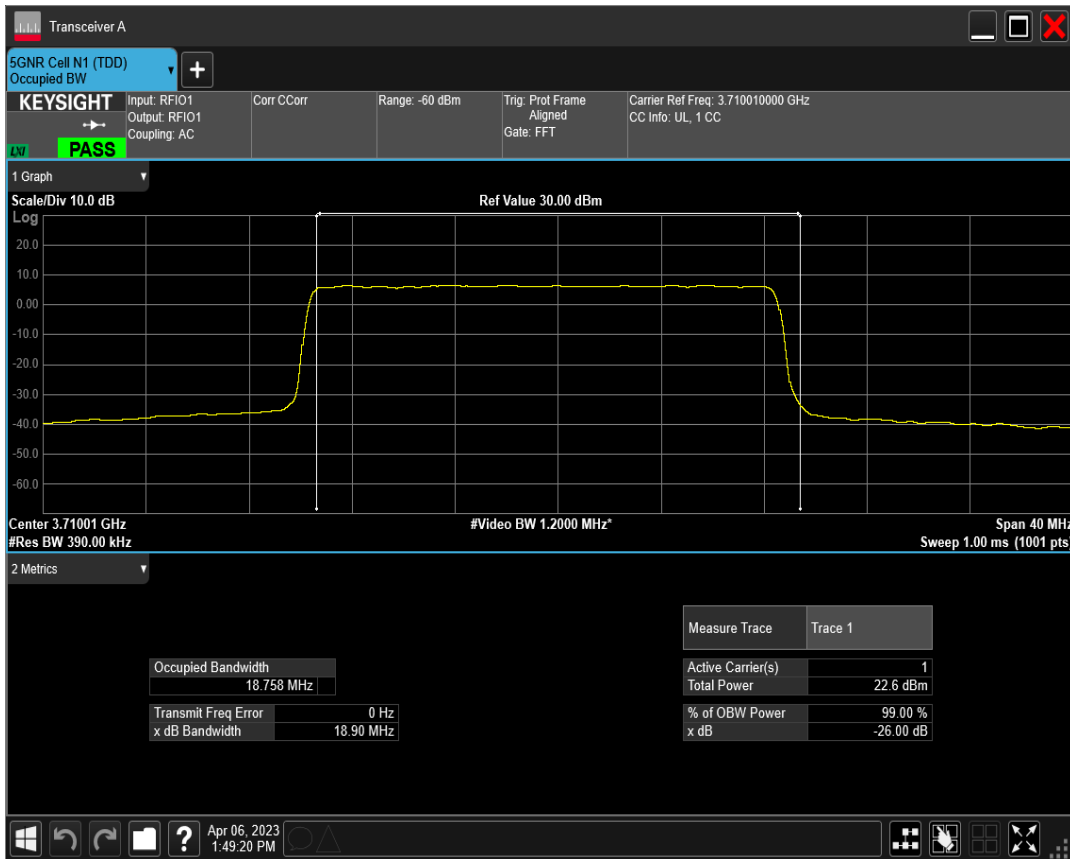 Transceiver A
5GNR Cell N1 (TDD)
Occupied BW
+
KEYSIGHT
LXI
PASS
Input: RFIO1
Output: RFIO1
Coupling: AC
Corr CCorr
Range: -60 dBm
Trig: Prot Frame
Aligned
Gate: FFT
Carrier Ref Freq: 3.710010000 GHz
CC Info: UL, 1 CC
1 Graph
Scale/Div 10.0 dB
Ref Value 30.00 dBm
Log
20.0
10.0
0.00
-10.0
-20.0
-30.0
-40.0
-50.0
-60.0
Center 3.71001 GHz
#Video BW 1.2000 MHz*
Span 40 MHz
#Res BW 390.00 kHz
Sweep 1.00 ms (1001 pts)
2 Metrics
Measure Trace Trace 1
Occupied Bandwidth
18.758 MHz
Active Carrier(s) 1
Total Power 22.6 dBm
Transmit Freq Error 0 Hz
x dB Bandwidth 18.90 MHz
% of OBW Power 99.00 %
x dB -26.00 dB
?
Apr 06, 2023
1:49:20 PM